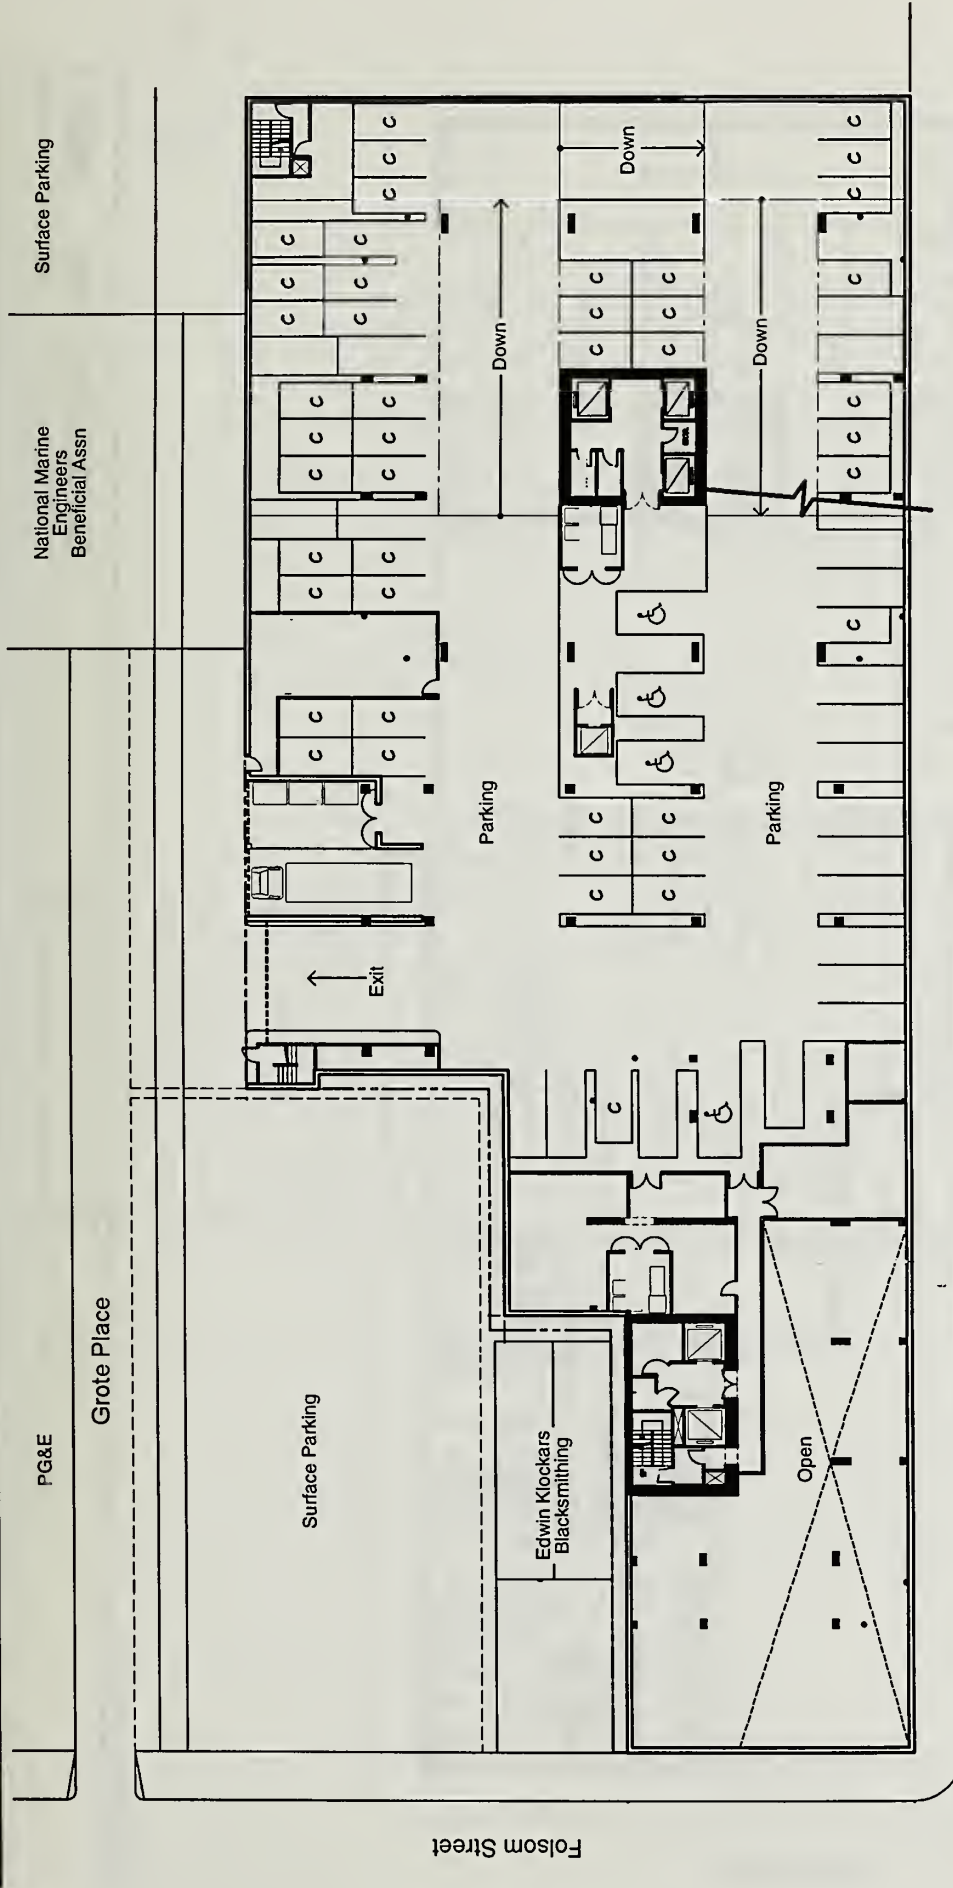 PG&E
Grote Place
National Marine
Engineers
Beneficial Assn
Surface Parking
Surface Parking
C C C
C C C C C C C
C C C
C C C C C C C C C C
Exit
Parking
Down
Edwin Klockars
Blacksmithing
C C C C C C
C
Down
C C C C C C
Parking
Down
Open
C C C C C C C C
Folsom Street